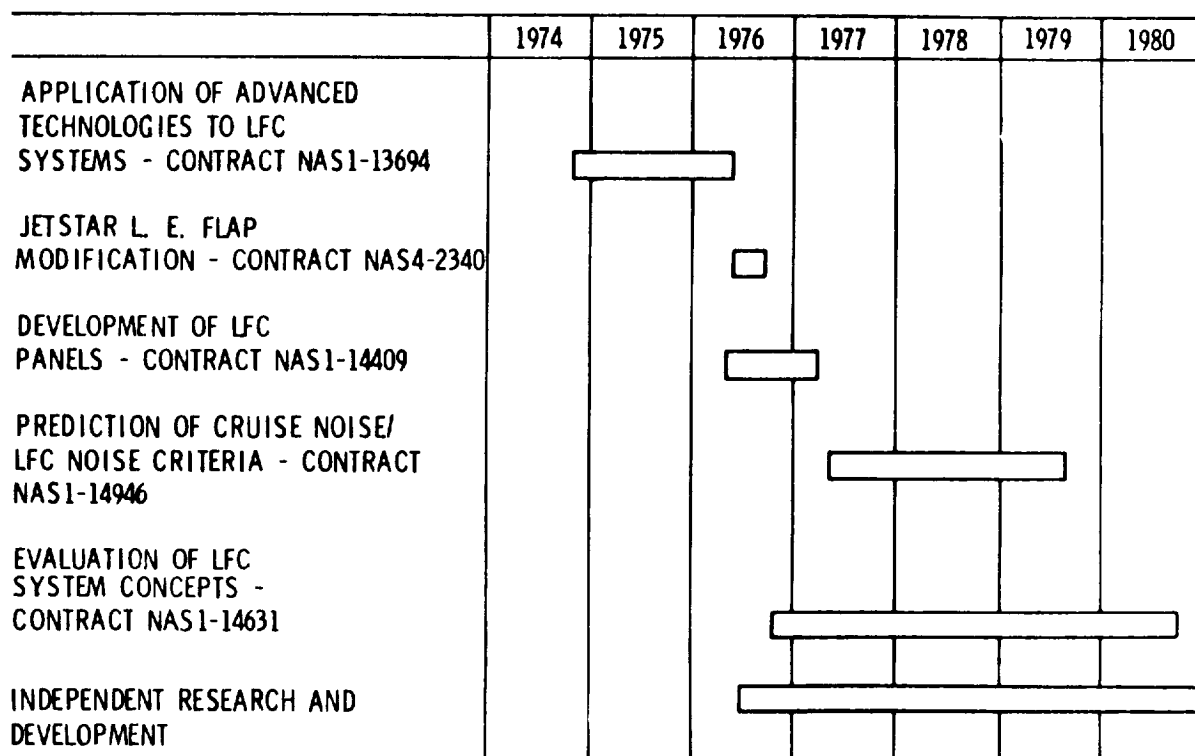 1974 1975 1976 1977 1978 1979 1980
APPLICATION OF ADVANCED
TECHNOLOGIES TO LFC
SYSTEMS - CONTRACT NAS1-13694
JETSTAR L. E. FLAP
MODIFICATION - CONTRACT NAS4-2340
DEVELOPMENT OF LFC
PANELS - CONTRACT NAS1-14409
PREDICTION OF CRUISE NOISE/
LFC NOISE CRITERIA - CONTRACT
NAS1-14946
EVALUATION OF LFC
SYSTEM CONCEPTS -
CONTRACT NAS1-14631
INDEPENDENT RESEARCH AND
DEVELOPMENT